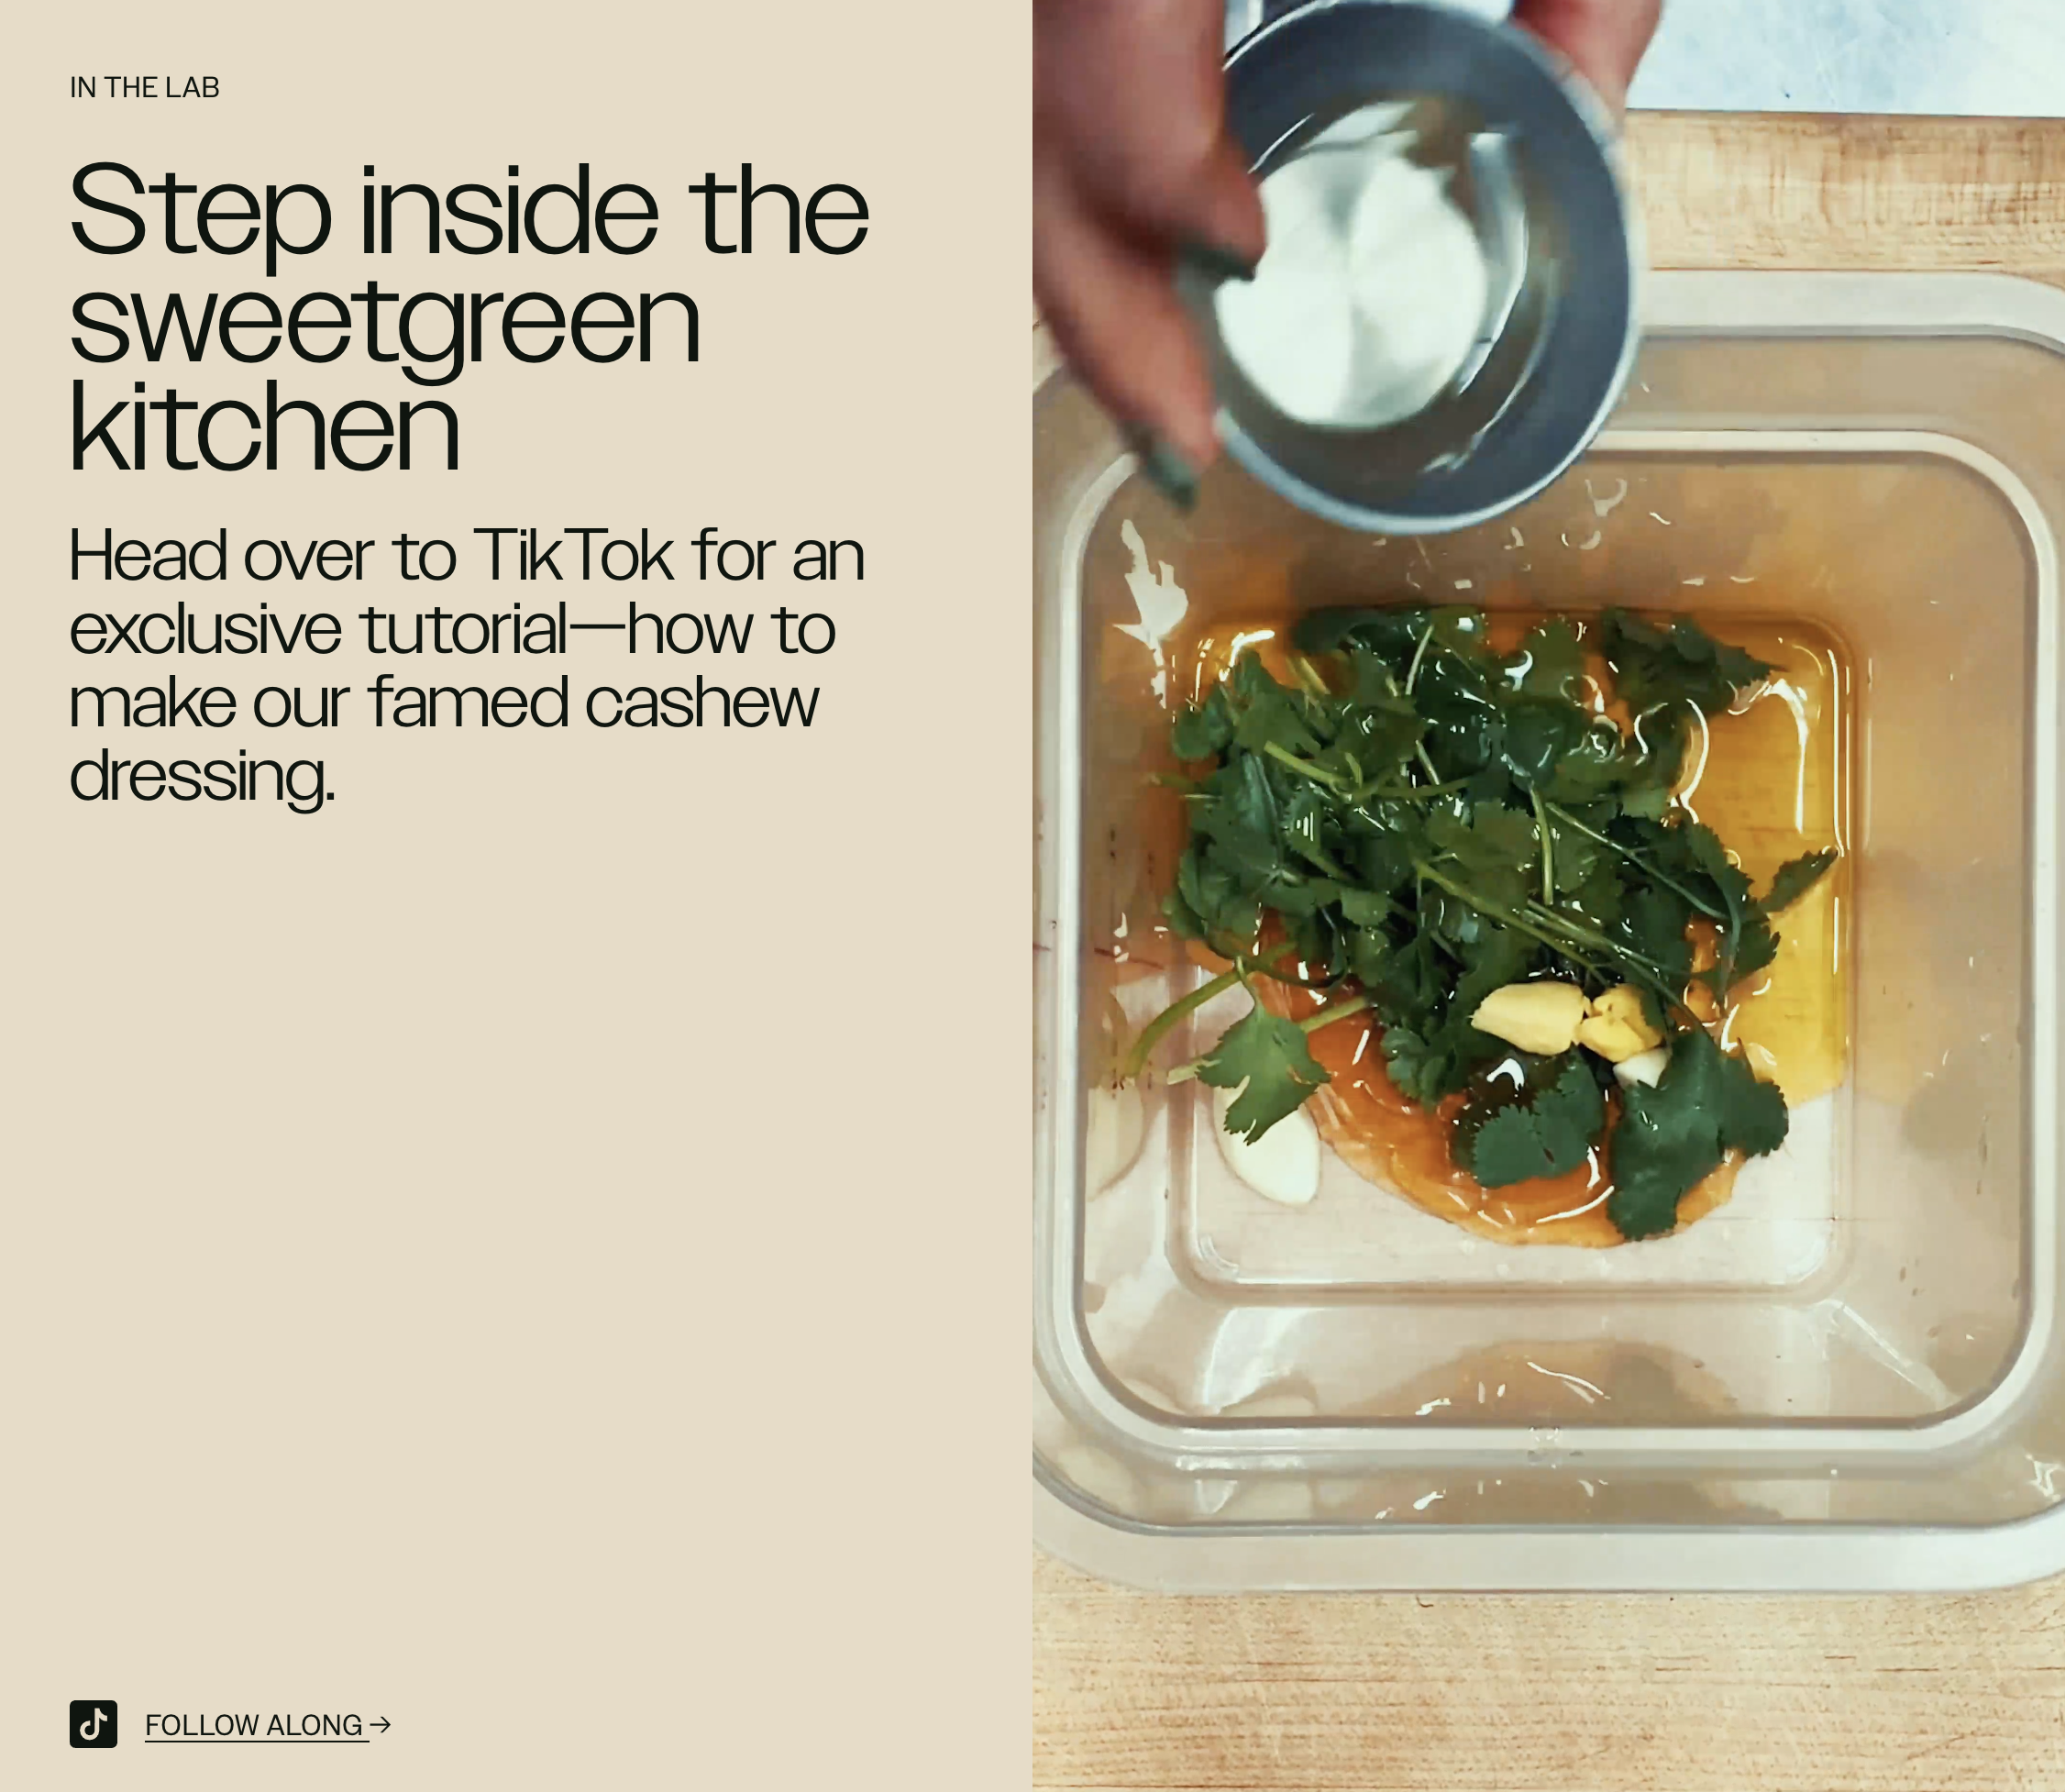 IN THE LAB
Step inside the
sweetgreen
kitchen
Head over to TikTok for an
exclusive tutorial—how to
make our famed cashew
dressing.
FOLLOW ALONG →